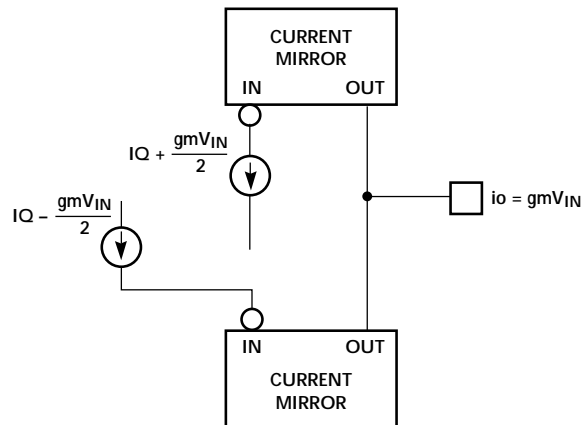 CURRENT
MIRROR
IN OUT
IQ + gmVIN
2
IQ – gmVIN
2
io = gmVIN
IN OUT
CURRENT
MIRROR